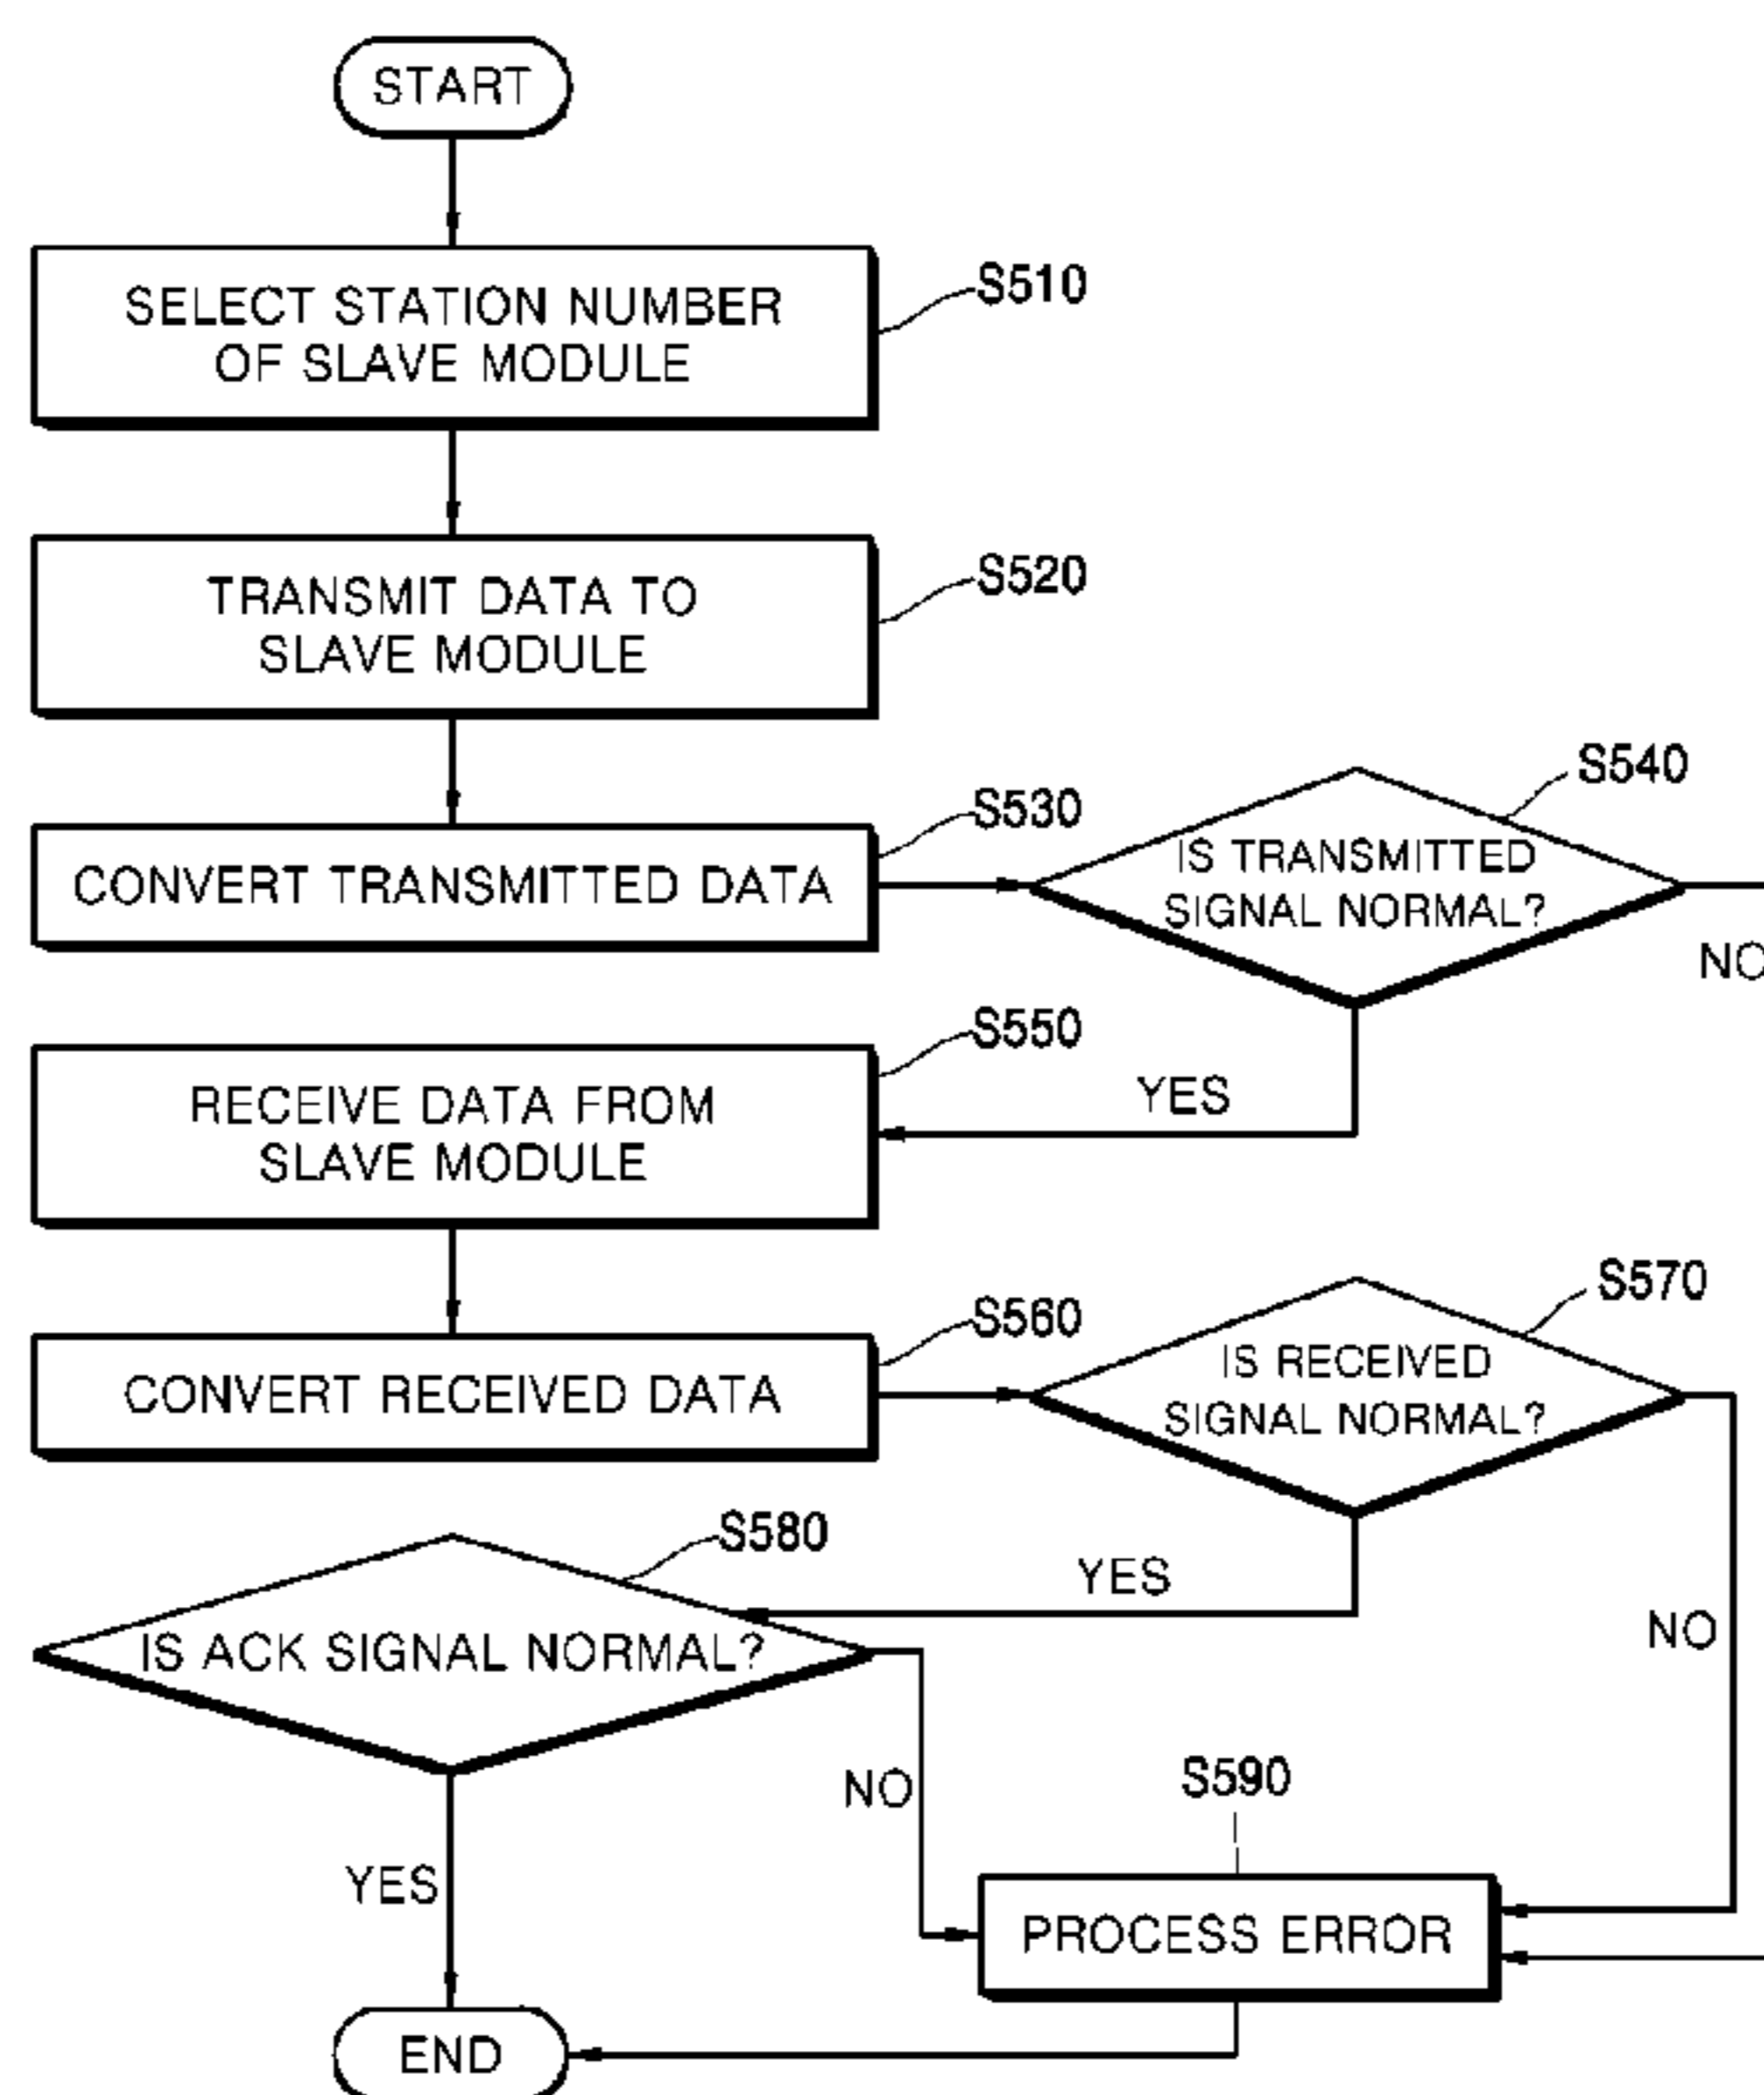 START
SELECT STATION NUMBER
OF SLAVE MODULE
S510
TRANSMIT DATA TO
SLAVE MODULE
S520
CONVERT TRANSMITTED DATA
S530
IS TRANSMITTED
SIGNAL NORMAL?
S540
NO
YES
RECEIVE DATA FROM
SLAVE MODULE
S550
CONVERT RECEIVED DATA
S560
IS RECEIVED
SIGNAL NORMAL?
S570
NO
YES
IS ACK SIGNAL NORMAL?
S580
NO
YES
S590
PROCESS ERROR
END